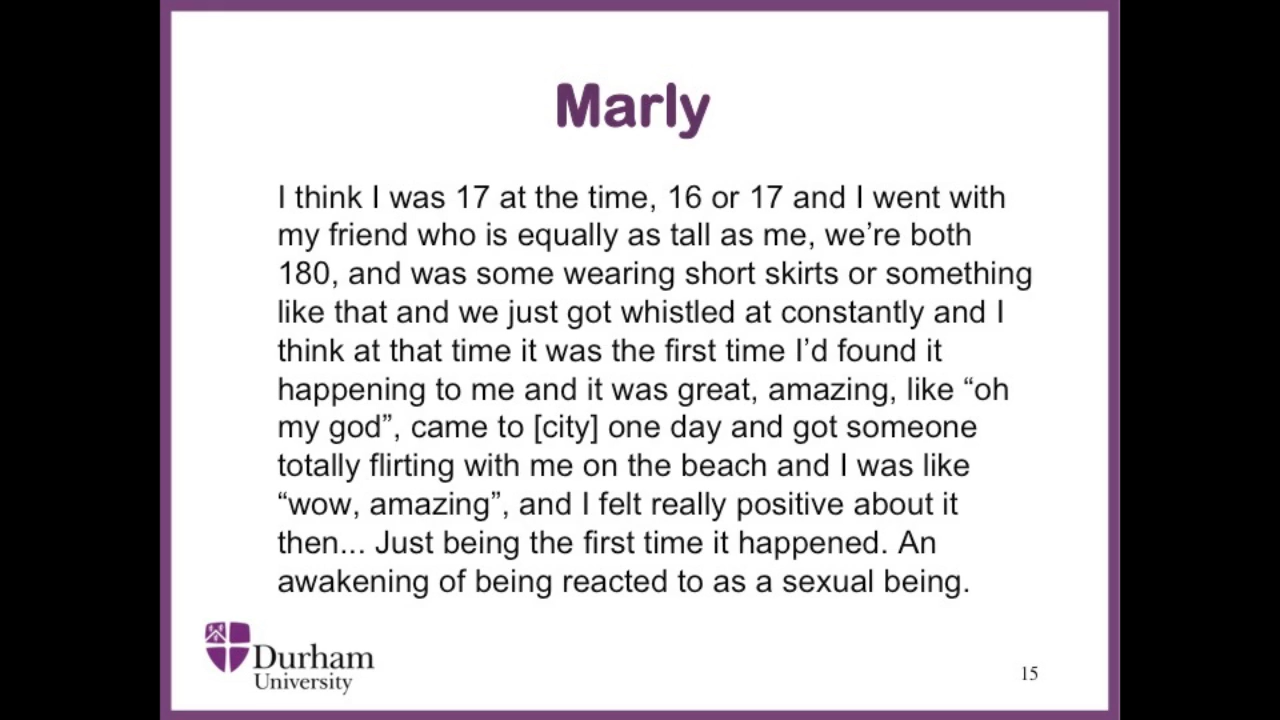 Marly
I think I was 17 at the time, 16 or 17 and I went with
my friend who is equally as tall as me, we’re both
180, and was some wearing short skirts or something
like that and we just got whistled at constantly and I
think at that time it was the first time I’d found it
happening to me and it was great, amazing, like “oh
my god”, came to [city] one day and got someone
totally flirting with me on the beach and I was like
“wow, amazing”, and I felt really positive about it
then... Just being the first time it happened. An
awakening of being reacted to as a sexual being.
Durham
University
15